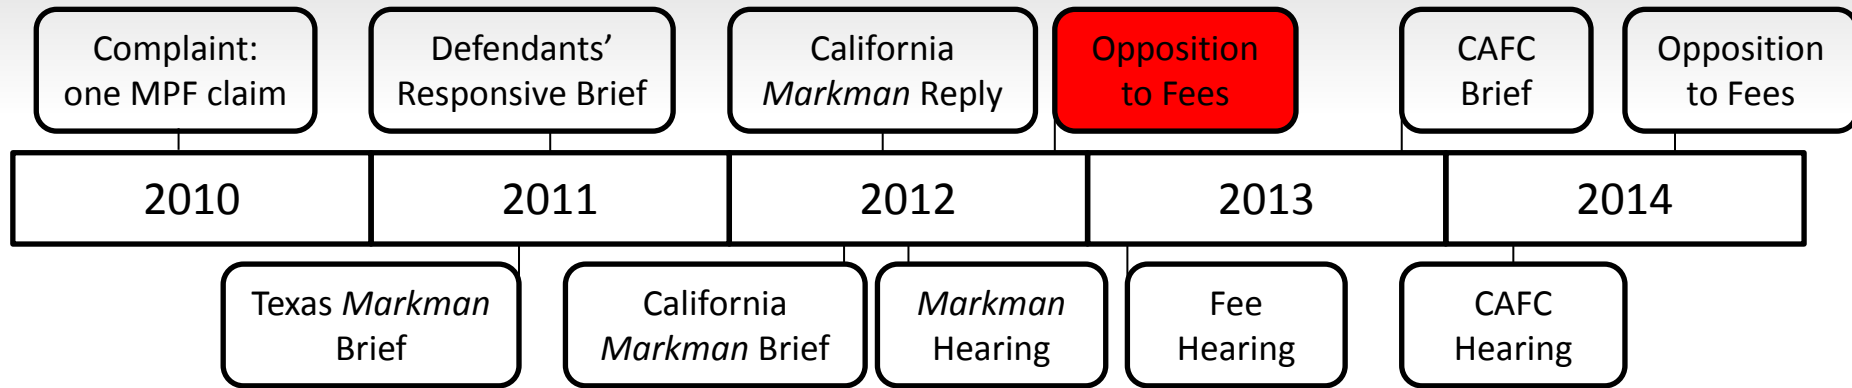 Complaint:
one MPF claim
Defendants’
Responsive Brief
California
Markman Reply
Opposition
to Fees
CAFC
Brief
Opposition
to Fees
2010
2011
2012
2013
2014
Texas Markman
Brief
California
Markman Brief
Markman
Hearing
Fee
Hearing
CAFC
Hearing